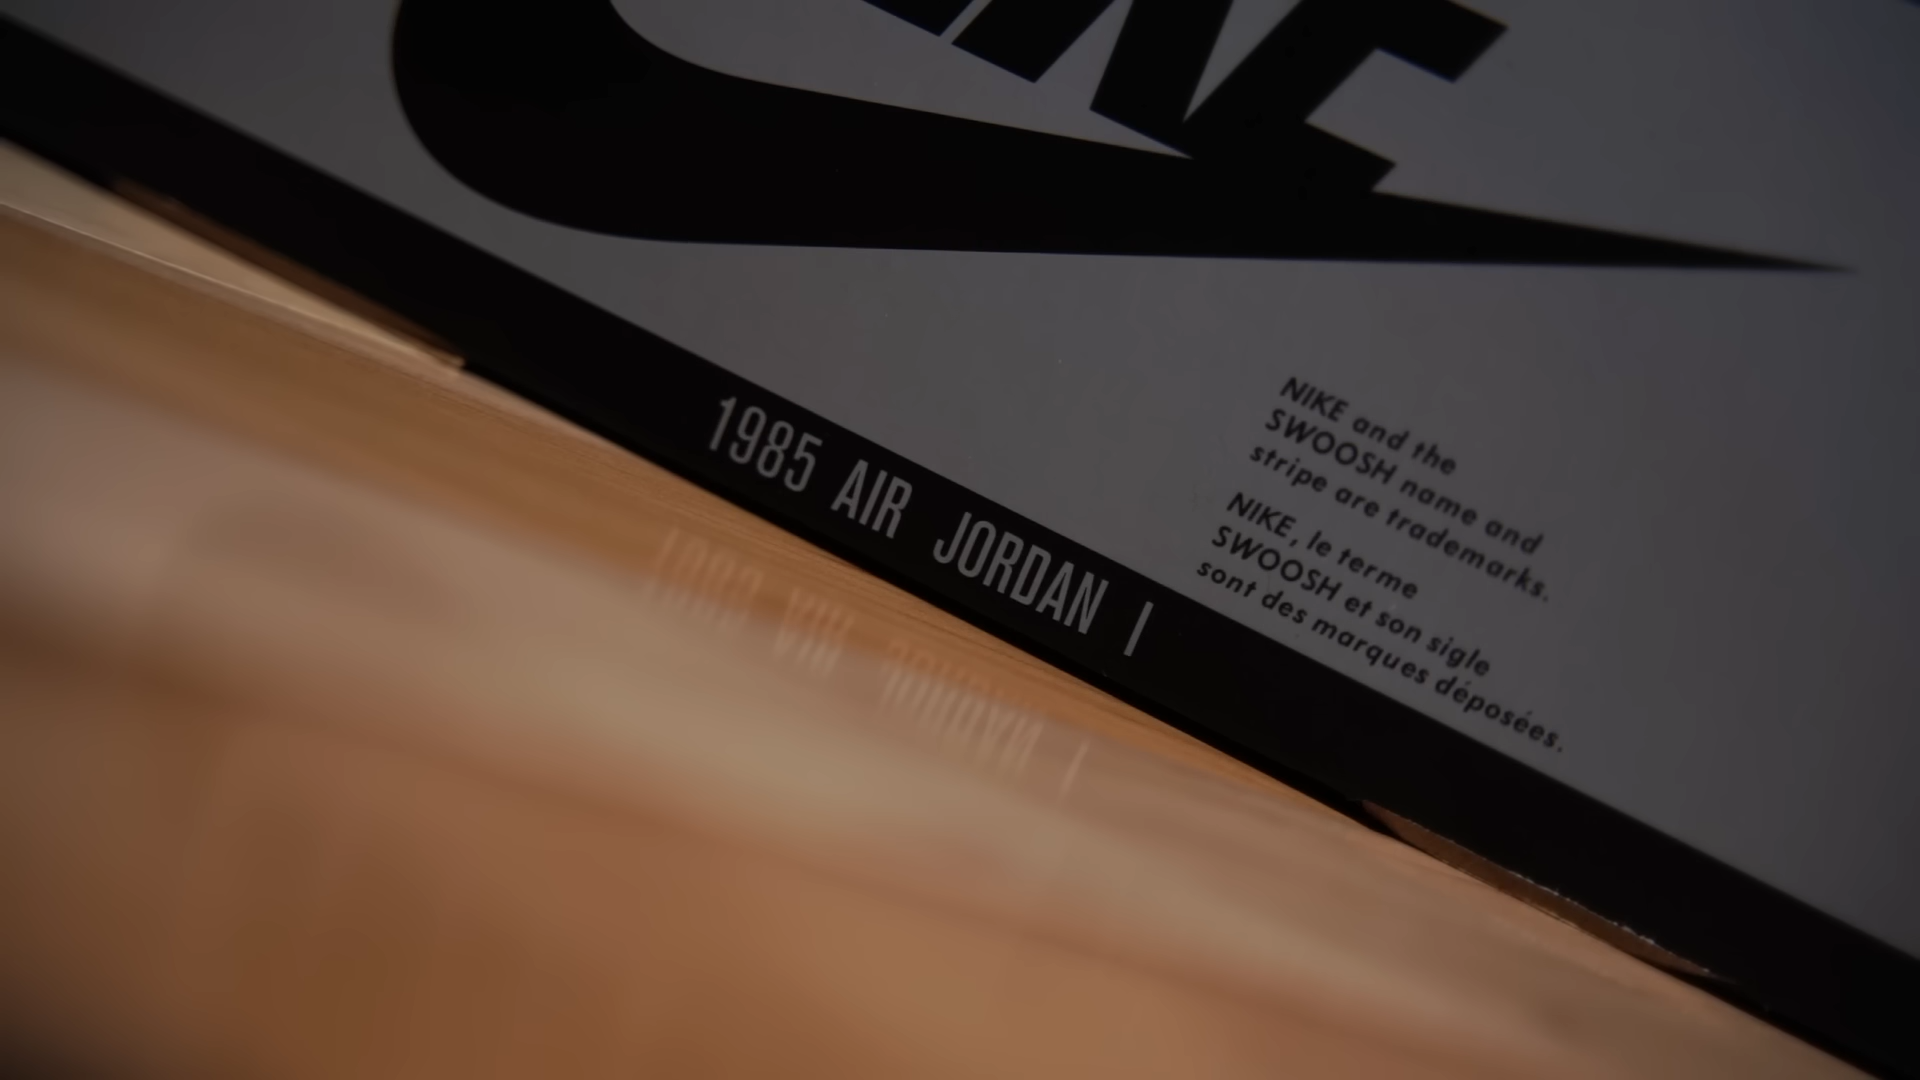 NIKE
1985 AIR JORDAN I
NIKE and the
SWOOSH name and
stripe are trademarks.
NIKE, le terme
SWOOSH et son sigle
sont des marques déposées.